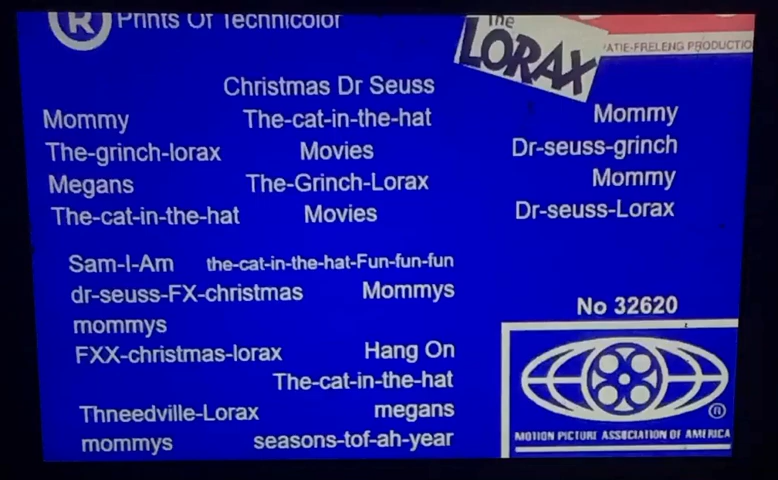 ® Prints Of Technicolor
The
LORAX
ATIE-FRELENG PRODUCTIO
Christmas Dr Seuss
Mommy The-cat-in-the-hat Mommy
The-grinch-lorax Movies Dr-seuss-grinch
Megans The-Grinch-Lorax Mommy
The-cat-in-the-hat Movies Dr-seuss-Lorax
Sam-I-Am the-cat-in-the-hat-Fun-fun-fun
dr-seuss-FX-christmas Mommys
mommys
FXX-christmas-lorax Hang On
The-cat-in-the-hat
Thneedville-Lorax megans
mommys seasons-tof-ah-year
No 32620
®
MOTION PICTURE ASSOCIATION OF AMERICA